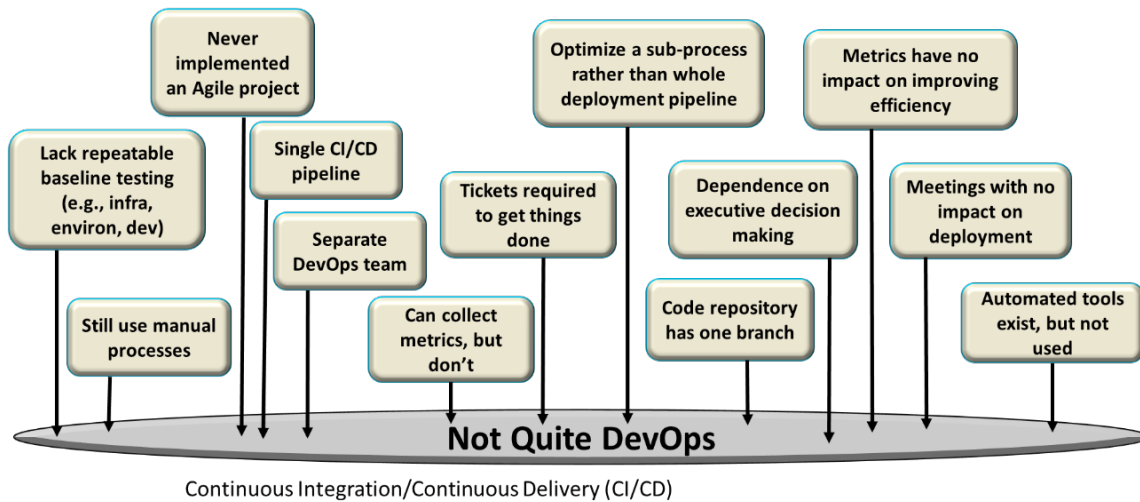 Never
implemented
an Agile project
Optimize a sub-process
rather than whole
deployment pipeline
Metrics have no
impact on improving
efficiency
Lack repeatable
baseline testing
(e.g., infra,
environ, dev)
Single CI/CD
pipeline
Tickets required
to get things
done
Dependence on
executive decision
making
Meetings with no
impact on
deployment
Separate
DevOps team
Still use manual
processes
Can collect
metrics, but
don't
Code repository
has one branch
Automated tools
exist, but not
used
Not Quite DevOps
Continuous Integration/Continuous Delivery (CI/CD)